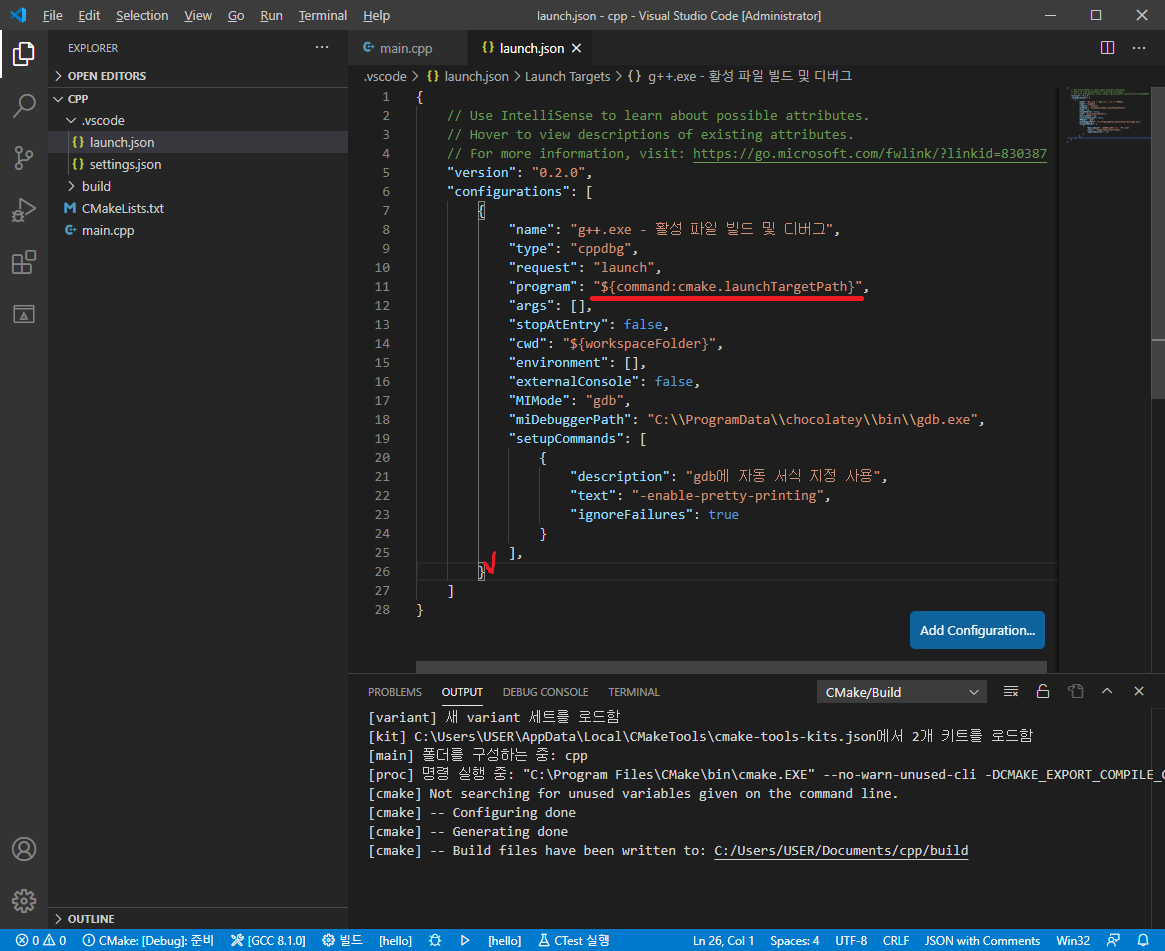 File Edit Selection View Go Run Terminal Help launch.json - cpp - Visual Studio Code [Administrator]
EXPLORER
OPEN EDITORS
CPP
.vscode
{} launch.json
{} settings.json
build
CMakeLists.txt
main.cpp
OUTLINE
main.cpp {} launch.json
.vscode > {} launch.json > Launch Targets > {} g++.exe - 활성 파일 빌드 및 디버그
1 {
2 // Use IntelliSense to learn about possible attributes.
3 // Hover to view descriptions of existing attributes.
4 // For more information, visit: https://go.microsoft.com/fwlink/?linkid=830387
5 "version": "0.2.0",
6 "configurations": [
7 {
8 "name": "g++.exe - 활성 파일 빌드 및 디버그",
9 "type": "cppdbg",
10 "request": "launch",
11 "program": "${command:cmake.launchTargetPath}",
12 "args": [],
13 "stopAtEntry": false,
14 "cwd": "${workspaceFolder}",
15 "environment": [],
16 "externalConsole": false,
17 "MIMode": "gdb",
18 "miDebuggerPath": "C:\\ProgramData\\chocolatey\\bin\\gdb.exe",
19 "setupCommands": [
20 {
21 "description": "gdb에 자동 서식 지정 사용",
22 "text": "-enable-pretty-printing",
23 "ignoreFailures": true
24 }
25 ],
26 }
27 ]
28 }
Add Configuration...
PROBLEMS OUTPUT DEBUG CONSOLE TERMINAL CMake/Build
[variant] 새 variant 세트를 로드함
[kit] C:\Users\USER\AppData\Local\CMakeTools\cmake-tools-kits.json에서 2개 키트를 로드함
[main] 폴더를 구성하는 중: cpp
[proc] 명령 실행 중: "C:\Program Files\CMake\bin\cmake.EXE" --no-warn-unused-cli -DCMAKE_EXPORT_COMPILE_C
[cmake] Not searching for unused variables given on the command line.
[cmake] -- Configuring done
[cmake] -- Generating done
[cmake] -- Build files have been written to: C:/Users/USER/Documents/cpp/build
0 0 CMake: [Debug]: 준비 [GCC 8.1.0] 빌드 [hello] [hello] CTest 실행 Ln 26, Col 1 Spaces: 4 UTF-8 CRLF JSON with Comments Win32